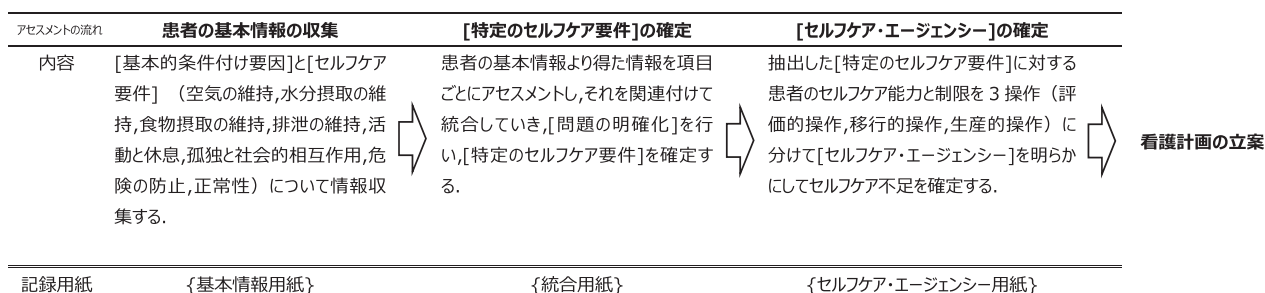 アセスメントの流れ 患者の基本情報の収集 [特定のセルフケア要件]の確定 [セルフケア・エージェンシー]の確定
内容
[基本的条件付け要因]と[セルフケア
要件] （空気の維持,水分摂取の維
持,食物摂取の維持,排泄の維持,活
動と休息,孤独と社会的相互作用,危
険の防止,正常性）について情報収
集する.
患者の基本情報より得た情報を項目
ごとにアセスメントし,それを関連付けて
統合していき,[問題の明確化]を行
い,[特定のセルフケア要件]を確定す
る.
抽出した[特定のセルフケア要件]に対する
患者のセルフケア能力と制限を３操作（評
価的操作,移行的操作,生産的操作）に
分けて[セルフケア・エージェンシー]を明らか
にしてセルフケア不足を確定する.
看護計画の立案
記録用紙 {基本情報用紙} {統合用紙} {セルフケア・エージェンシー用紙}